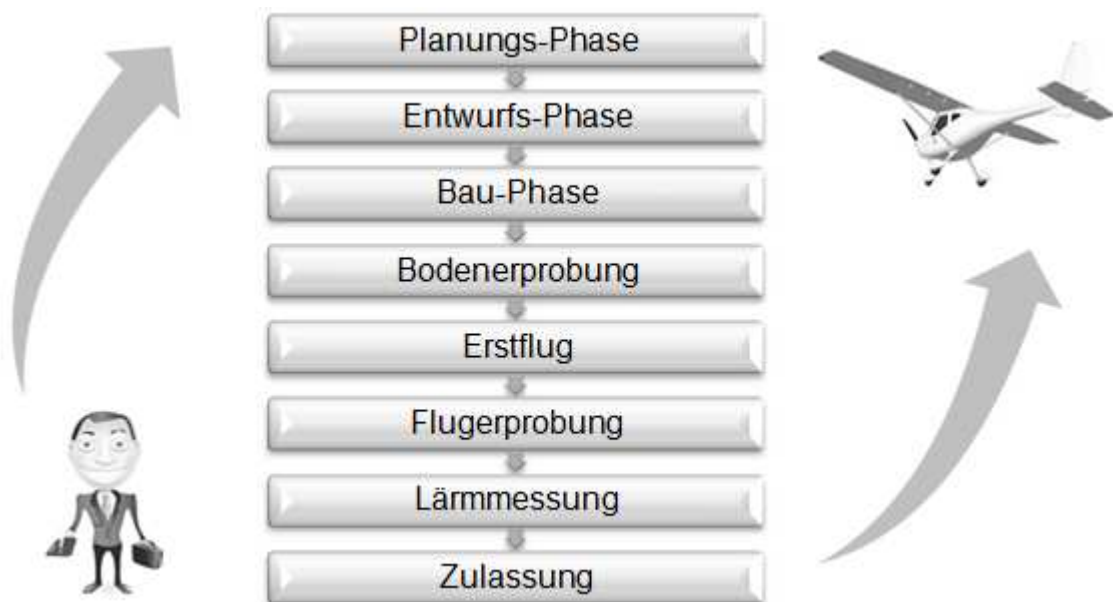 Planungs-Phase
Entwurfs-Phase
Bau-Phase
Bodenerprobung
Erstflug
Flugerprobung
Lärmmessung
Zulassung